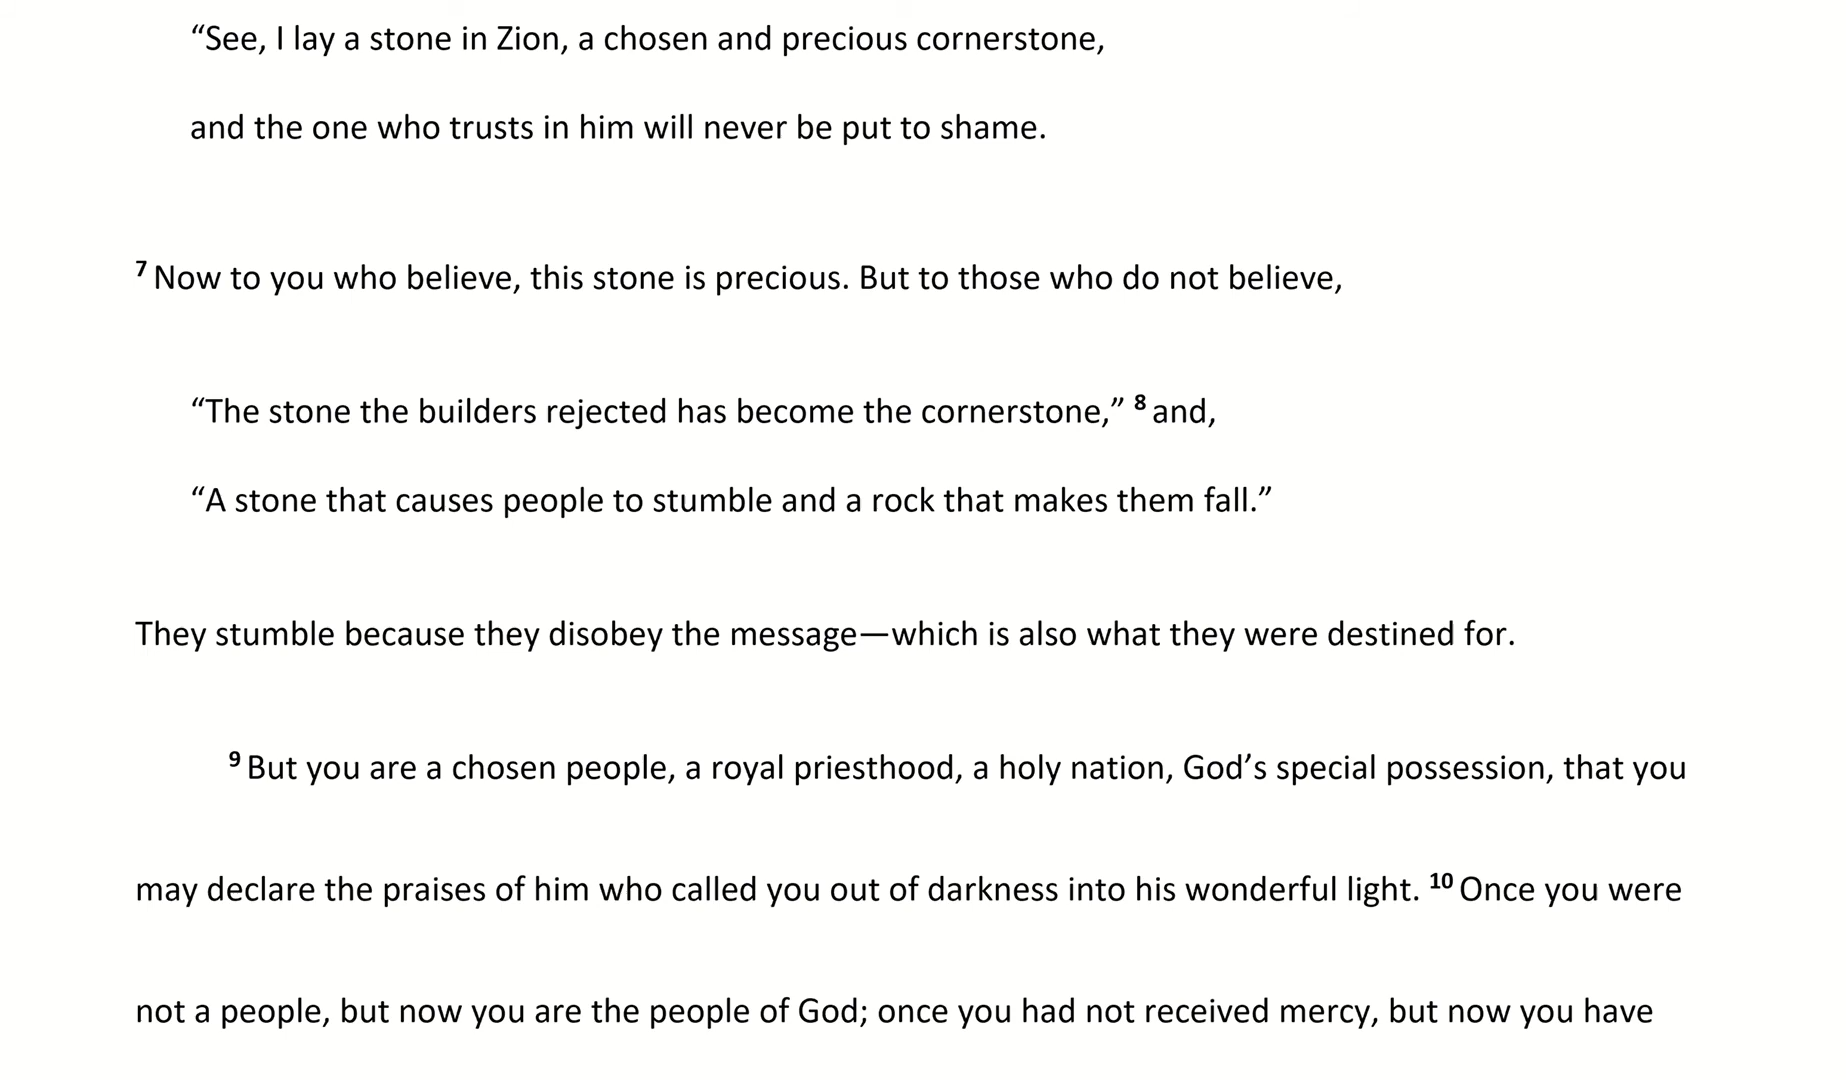 “See, I lay a stone in Zion, a chosen and precious cornerstone,
and the one who trusts in him will never be put to shame.
7 Now to you who believe, this stone is precious. But to those who do not believe,
“The stone the builders rejected has become the cornerstone,” 8 and,
“A stone that causes people to stumble and a rock that makes them fall.”
They stumble because they disobey the message—which is also what they were destined for.
9 But you are a chosen people, a royal priesthood, a holy nation, God’s special possession, that you
may declare the praises of him who called you out of darkness into his wonderful light. 10 Once you were
not a people, but now you are the people of God; once you had not received mercy, but now you have